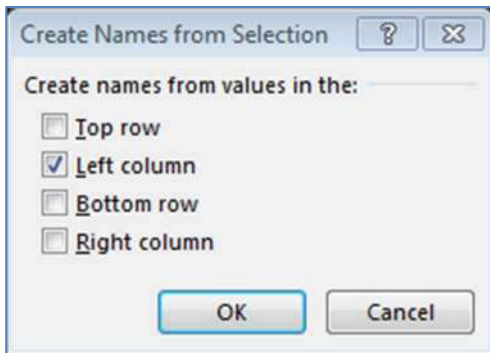 Create Names from Selection
Create names from values in the:
Top row
Left column
Bottom row
Right column
OK Cancel